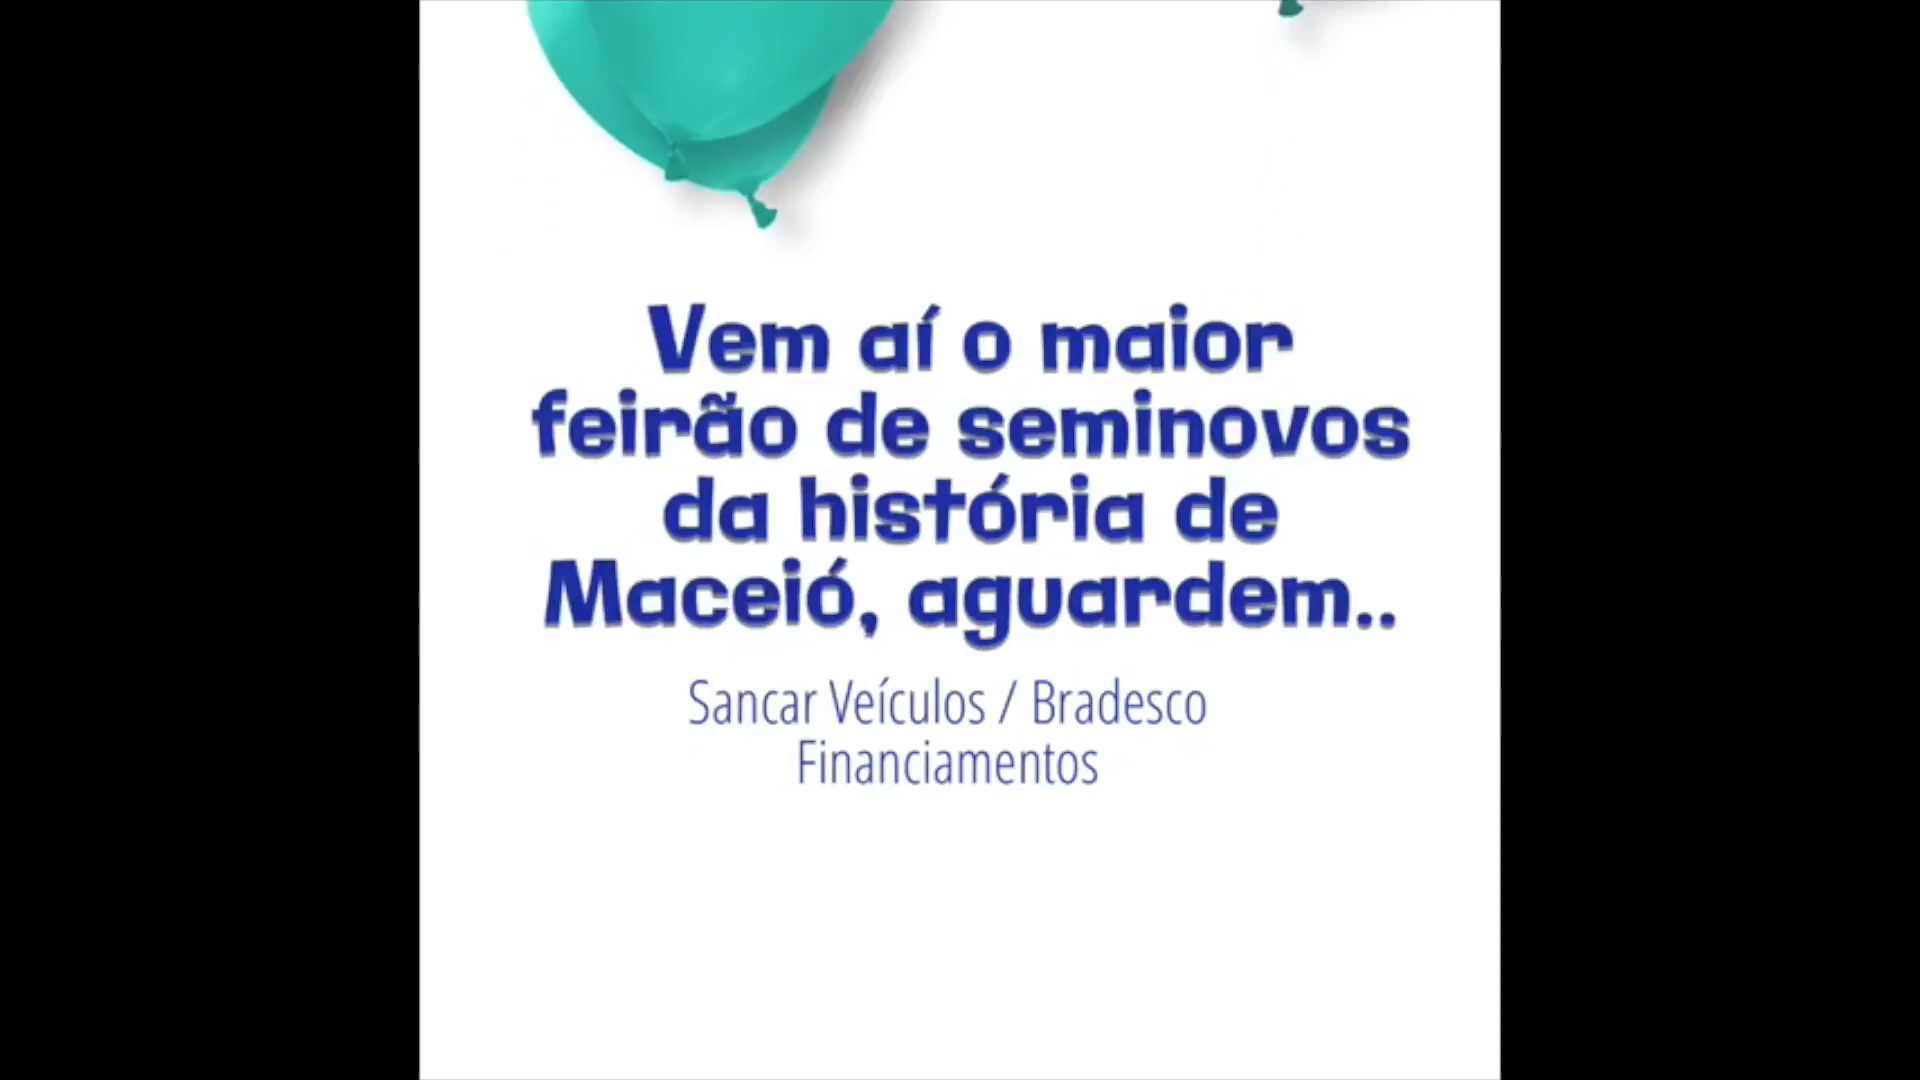 Vem aí o maior
feirão de seminovos
da história de
Maceió, aguardem..
Sancar Veículos / Bradesco
Financiamentos